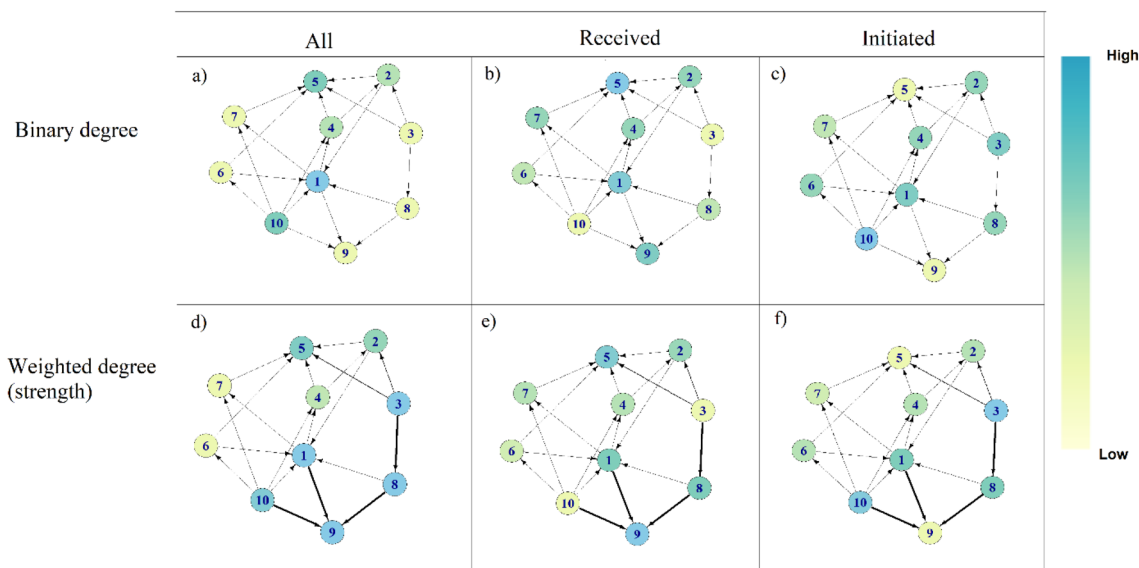 All Received Initiated
High
a) b) c)
5 2 5 2 5 2
7 4 3 7 4 3 7 4 3
Binary degree
6 1 8 6 1 8 6 1 8
10 9 10 9 10 9
d) e) f)
5 2 5 2 5 2
Weighted degree
(strength)
7 4 3 7 4 3 7 4 3
6 1 8 6 1 8 6 1 8
Low
10 9 10 9 10 9